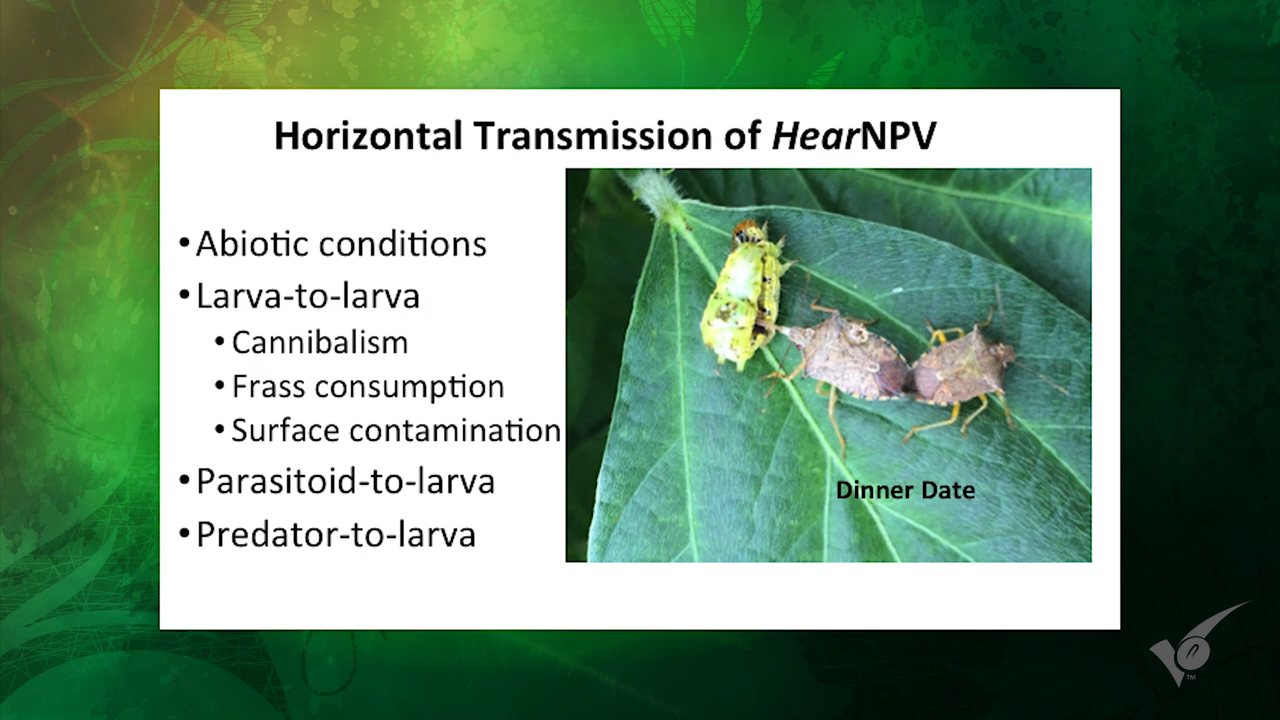 Horizontal Transmission of HearNPV
• Abiotic conditions
• Larva-to-larva
• Cannibalism
• Frass consumption
• Surface contamination
• Parasitoid-to-larva
• Predator-to-larva
Dinner Date
TM